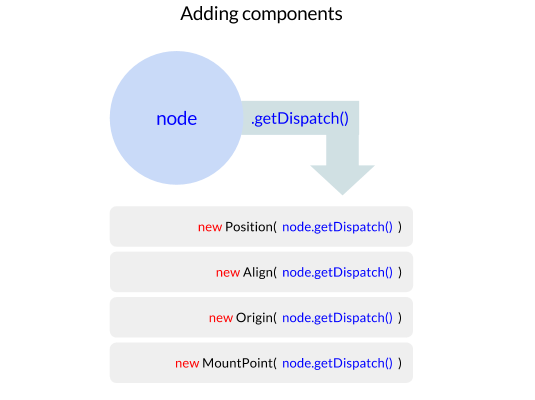 Adding components
node
.getDispatch()
new Position( node.getDispatch() )
new Align( node.getDispatch() )
new Origin( node.getDispatch() )
new MountPoint( node.getDispatch() )